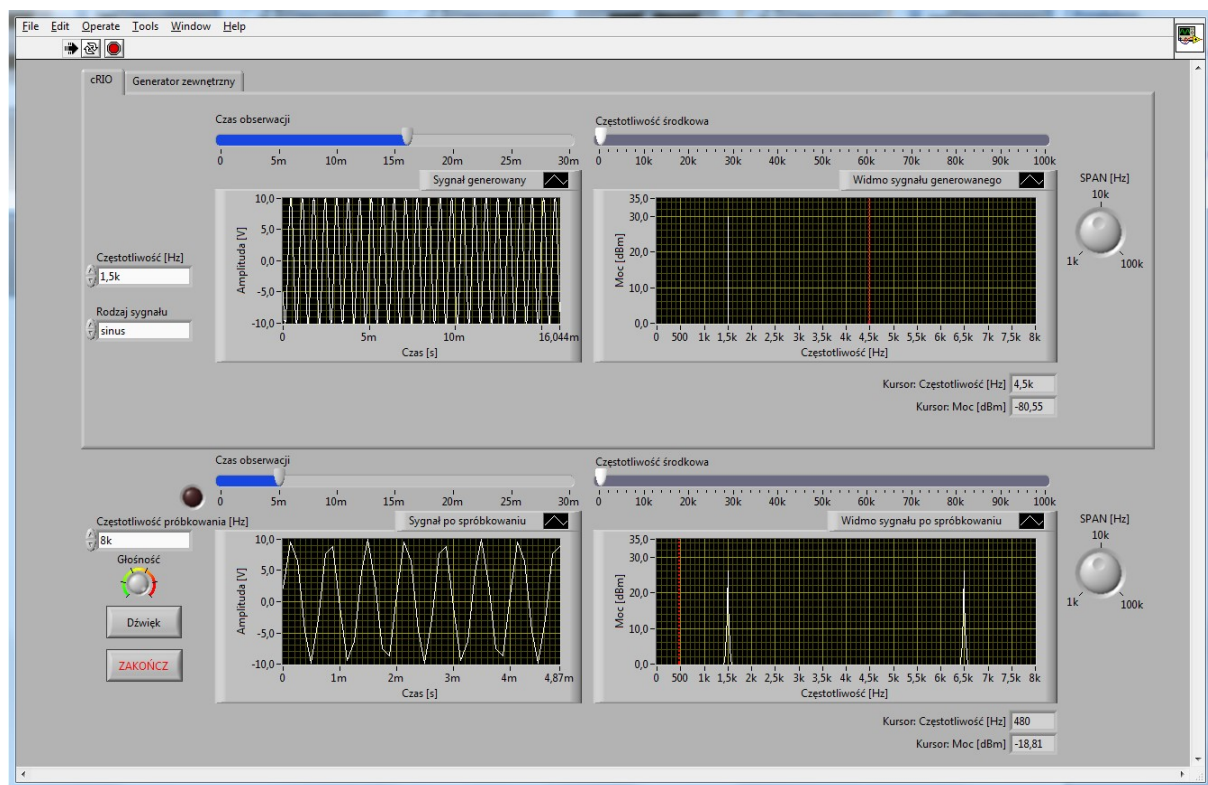 File Edit Operate Tools Window Help
cRIO Generator zewnętrzny
Czas obserwacji
0 5m 10m 15m 20m 25m 30m
Częstotliwość środkowa
0 10k 20k 30k 40k 50k 60k 70k 80k 90k 100k
Sygnał generowany
Widmo sygnału generowanego
SPAN [Hz]
10k
1k 100k
Częstotliwość [Hz]
1,5k
Rodzaj sygnału
sinus
Amplituda [V]
10,0
5,0
0,0
-5,0
-10,0
0 5m 10m 16,044m
Czas [s]
Moc [dBm]
35,0
30,0
20,0
10,0
0,0
0 500 1k 1,5k 2k 2,5k 3k 3,5k 4k 4,5k 5k 5,5k 6k 6,5k 7k 7,5k 8k
Częstotliwość [Hz]
Kursor: Częstotliwość [Hz] 4,5k
Kursor: Moc [dBm] -80,55
Czas obserwacji
0 5m 10m 15m 20m 25m 30m
Częstotliwość środkowa
0 10k 20k 30k 40k 50k 60k 70k 80k 90k 100k
Częstotliwość próbkowania [Hz]
8k
Głośność
Dźwięk
ZAKOŃCZ
Sygnał po spróbkowaniu
Widmo sygnału po spróbkowaniu
SPAN [Hz]
10k
1k 100k
Amplituda [V]
10,0
5,0
0,0
-5,0
-10,0
0 1m 2m 3m 4m 4,87m
Czas [s]
Moc [dBm]
35,0
30,0
20,0
10,0
0,0
0 500 1k 1,5k 2k 2,5k 3k 3,5k 4k 4,5k 5k 5,5k 6k 6,5k 7k 7,5k 8k
Częstotliwość [Hz]
Kursor: Częstotliwość [Hz] 480
Kursor: Moc [dBm] -18,81